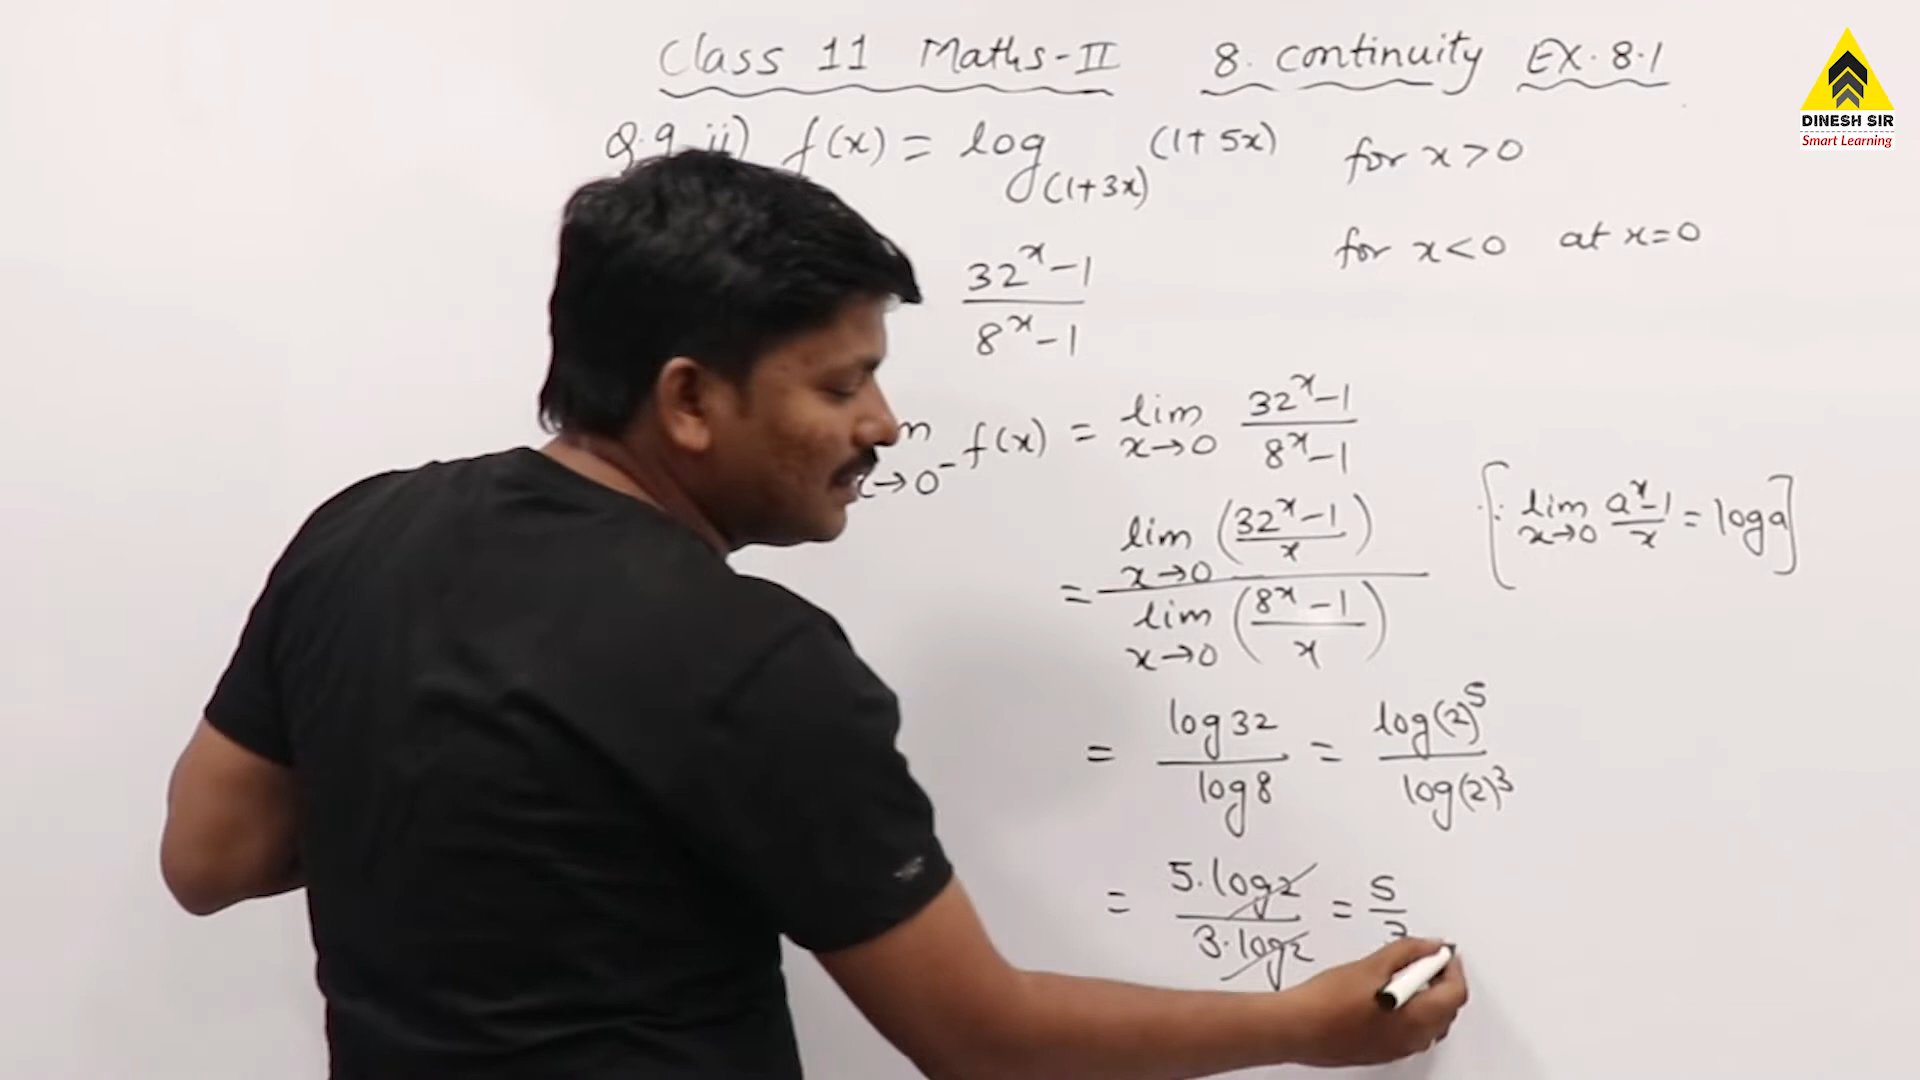 Class 11 Maths-II 8. Continuity EX. 8.1
Q.9 ii) f(x) = log(1+3x) (1+5x) for x>0
32^x-1/8^x-1 for x<0 at x=0
x→0⁻ f(x) = lim x→0 32^x-1/8^x-1
= lim x→0 (32^x-1/x) / lim x→0 (8^x-1/x) [∵ lim x→0 a^x-1/x = log a]
= log 32/log 8 = log(2)^5/log(2)^3
= 5.log2/3.log2 = 5/3
DINESH SIR
Smart Learning